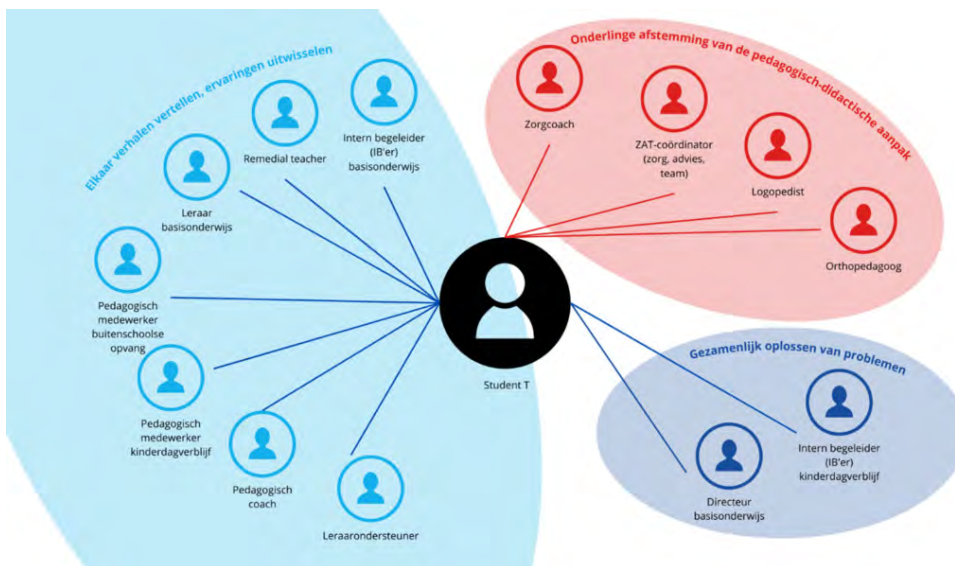 Elkaar verhalen vertellen, ervaringen uitwisselen
Intern begeleider
(IB'er)
basisonderwijs
Remedial teacher
Leraar
basisonderwijs
Pedagogisch
medewerker
buitenschoolse
opvang
Pedagogisch
medewerker
kinderdagverblijf
Pedagogisch
coach
Leraarondersteuner
Student T
Onderlinge afstemming van de pedagogisch-didactische aanpak
Zorgcoach
ZAT-coördinator
(zorg, advies,
team)
Logopedist
Orthopedagoog
Gezamenlijk oplossen van problemen
Intern begeleider
(IB'er)
kinderdagverblijf
Directeur
basisonderwijs